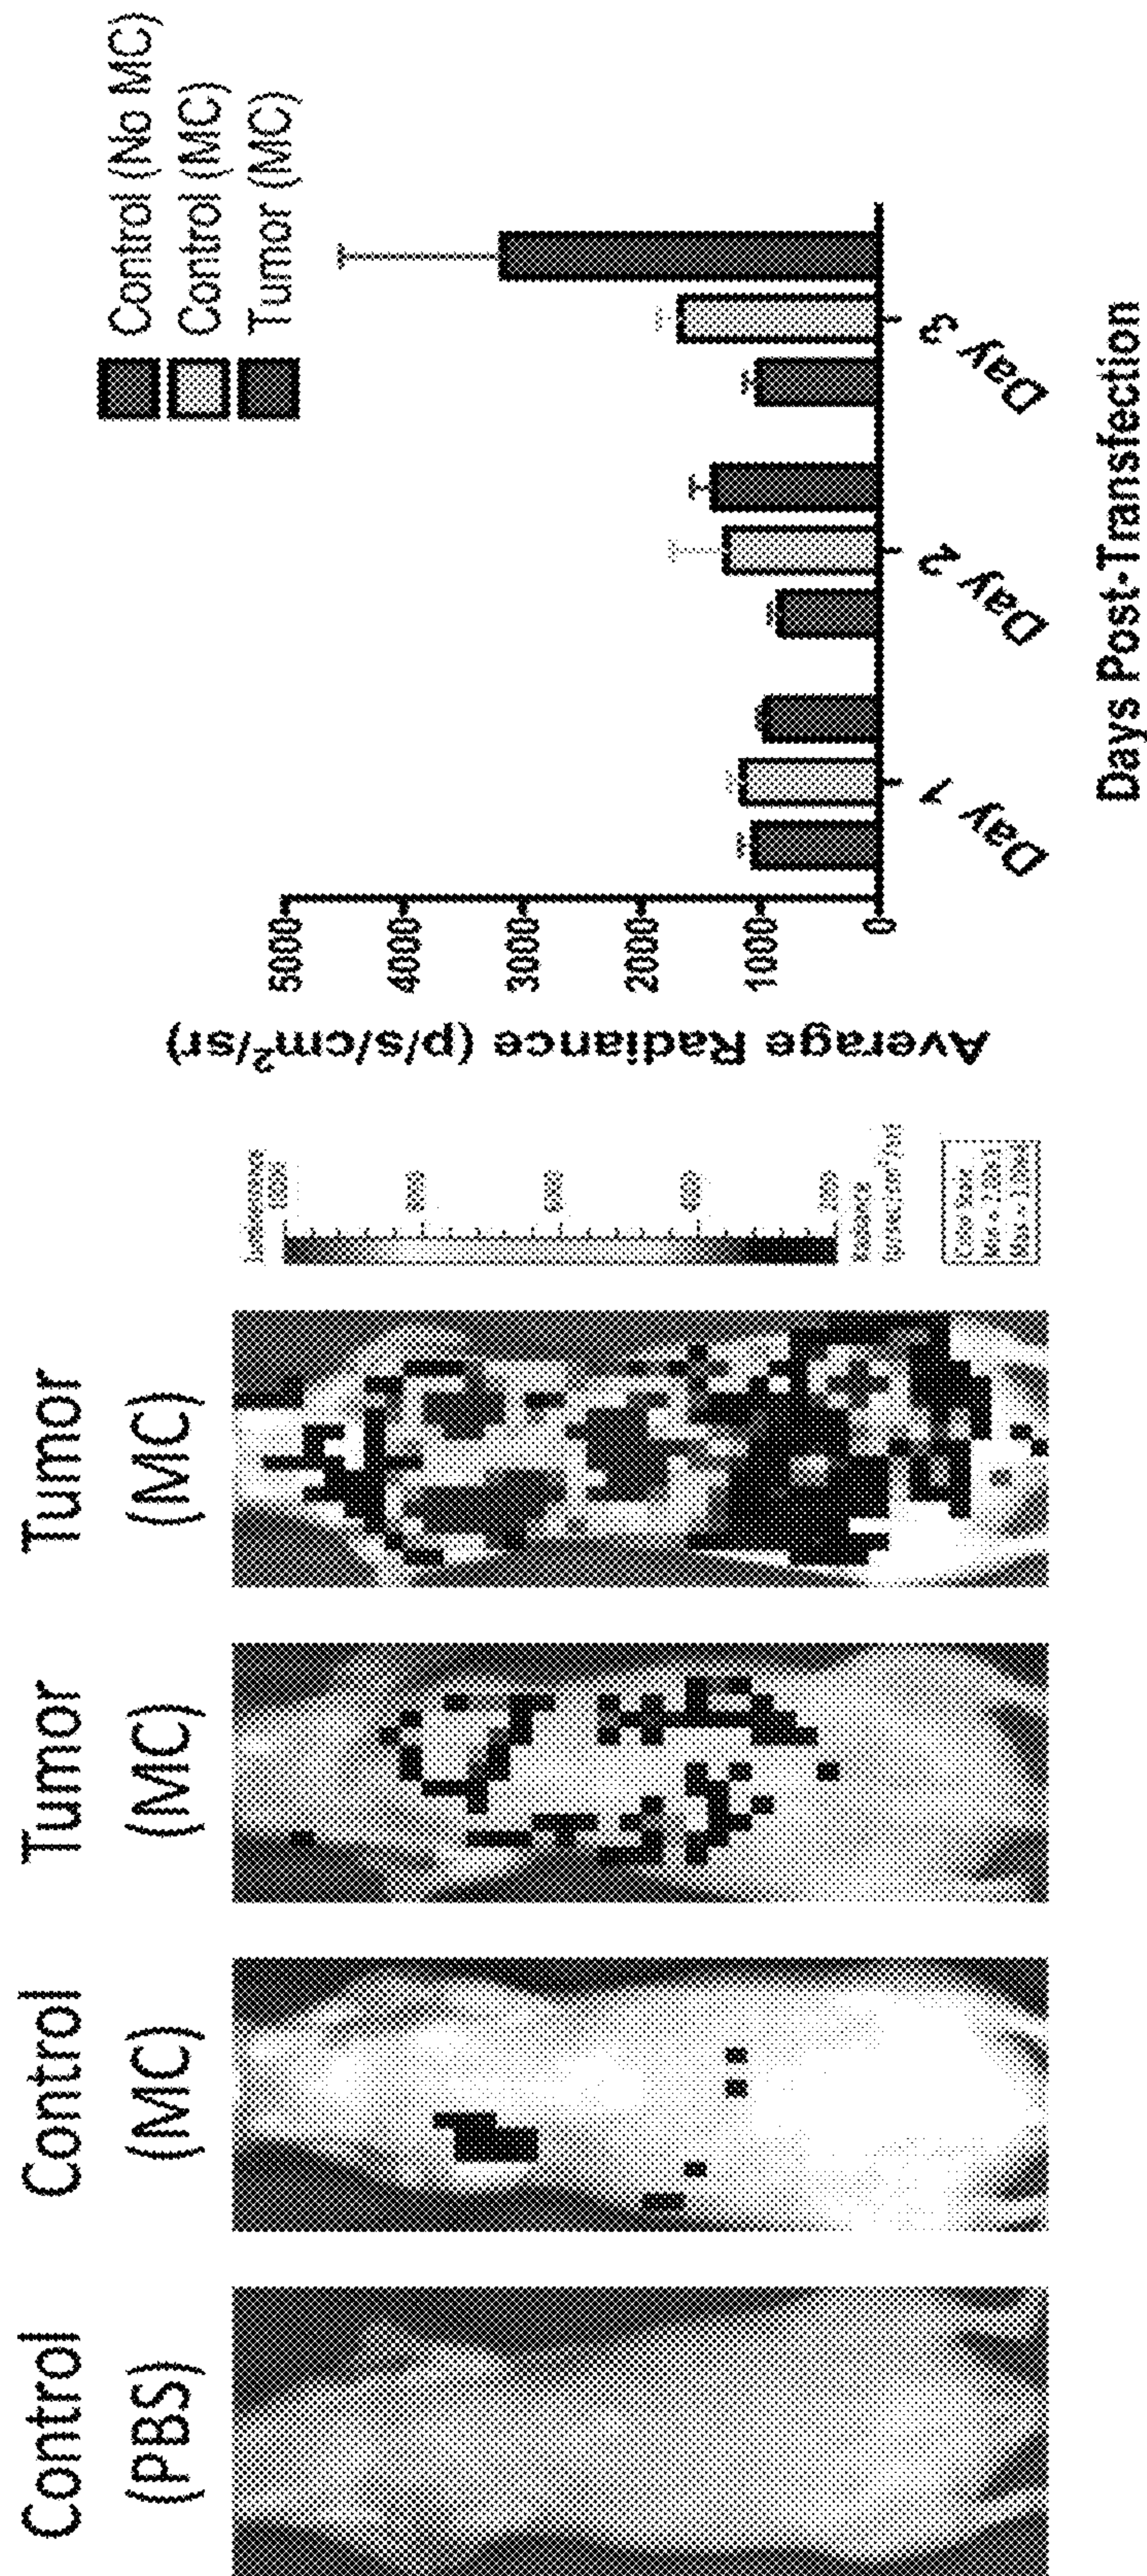 Control
(PBS)
Control
(MC)
Tumor
(MC)
Tumor
(MC)
Average Radiance (p/s/cm²/sr)
5000
4000
3000
2000
1000
0
Control (No MC)
Control (MC)
Tumor (MC)
Day 1
Day 2
Day 3
Days Post-Transfection